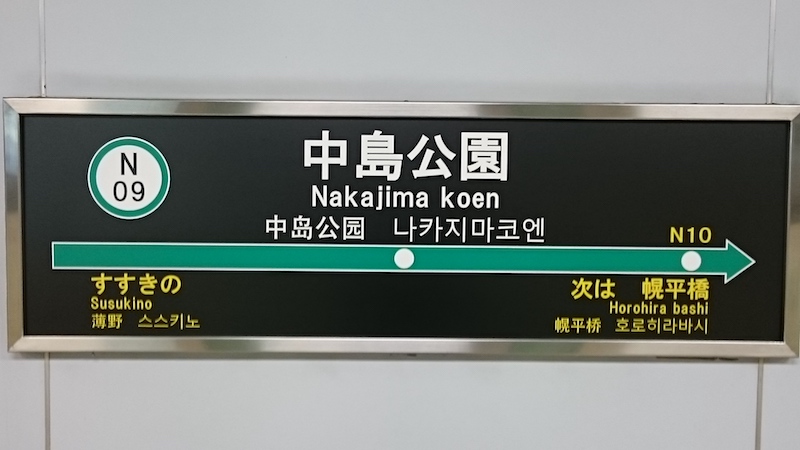 N
09
中島公園
Nakajima koen
中岛公园 나카지마코엔
N10
すすきの
Susukino
薄野 스스키노
次は 幌平橋
Horohira bashi
幌平桥 호로히라바시